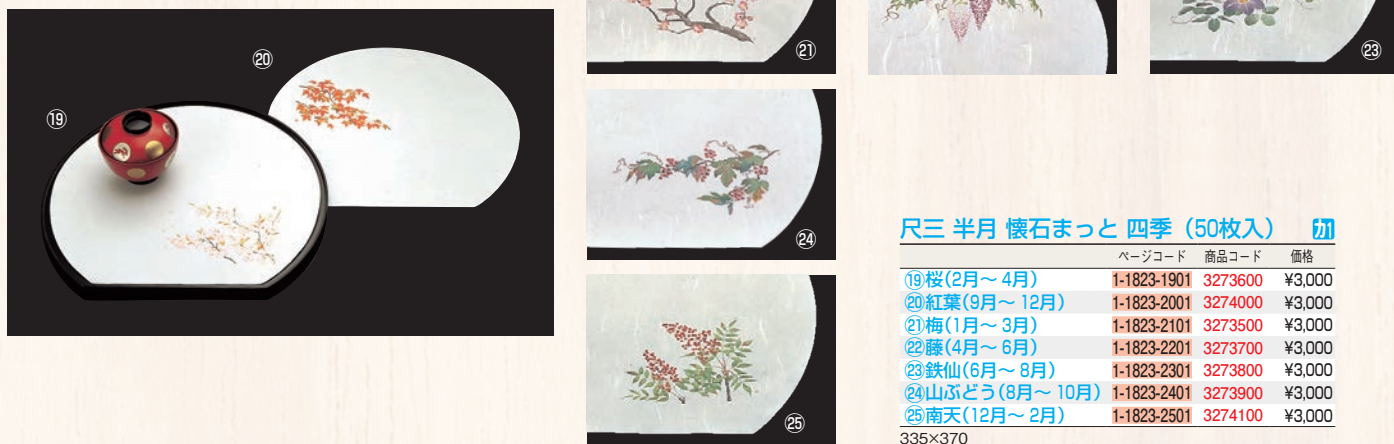 ⑲
⑳
㉑
㉓
㉔
㉕
尺三 半月 懐石まっと 四季（50枚入） カ1
ページコード 商品コード 価格
⑲桜(2月〜 4月) 1-1823-1901 3273600 ¥3,000
⑳紅葉(9月〜 12月) 1-1823-2001 3274000 ¥3,000
㉑梅(1月〜 3月) 1-1823-2101 3273500 ¥3,000
㉒藤(4月〜 6月) 1-1823-2201 3273700 ¥3,000
㉓鉄仙(6月〜 8月) 1-1823-2301 3273800 ¥3,000
㉔山ぶどう(8月〜 10月) 1-1823-2401 3273900 ¥3,000
㉕南天(12月〜 2月) 1-1823-2501 3274100 ¥3,000
335×370